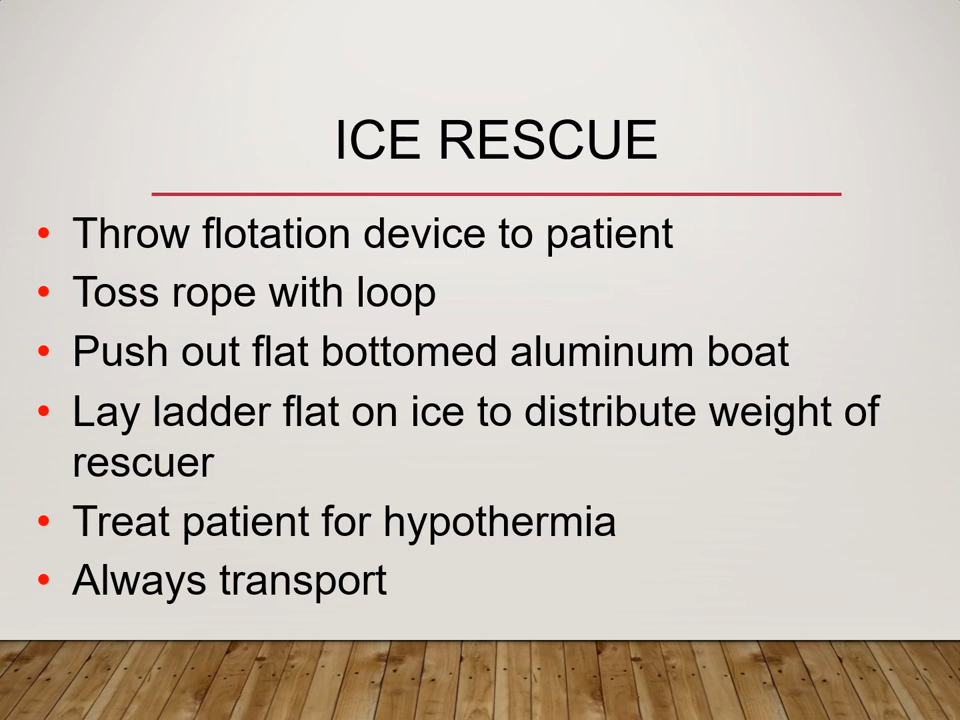 ICE RESCUE
• Throw flotation device to patient
• Toss rope with loop
• Push out flat bottomed aluminum boat
• Lay ladder flat on ice to distribute weight of
rescuer
• Treat patient for hypothermia
• Always transport